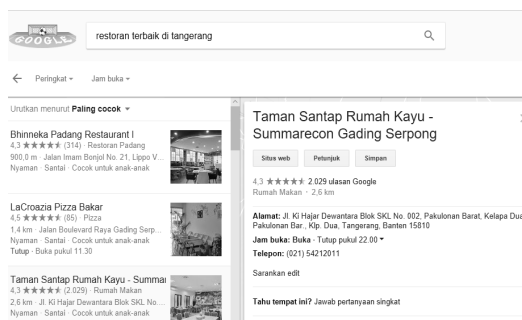 GOOGLE
restoran terbaik di tangerang
Peringkat
Jam buka
Urutkan menurut Paling cocok
Bhinneka Padang Restaurant I
4,3 ★★★★★ (314) · Restoran Padang
900,0 m · Jalan Imam Bonjol No. 21, Lippo V...
Nyaman · Santai · Cocok untuk anak-anak
LaCroazia Pizza Bakar
4,5 ★★★★★ (85) · Pizza
1,4 km · Jalan Boulevard Raya Gading Serp...
Nyaman · Santai · Cocok untuk anak-anak
Tutup · Buka pukul 11.30
Taman Santap Rumah Kayu - Summar
4,3 ★★★★★ (2.029) · Rumah Makan
2,6 km · Jl. Ki Hajar Dewantara Blok SKL No....
Nyaman · Santai · Cocok untuk anak-anak
Taman Santap Rumah Kayu -
Summarecon Gading Serpong
Situs web
Petunjuk
Simpan
4,3 ★★★★★ 2.029 ulasan Google
Rumah Makan · 2,6 km
Alamat: Jl. Ki Hajar Dewantara Blok SKL No. 002, Pakulonan Barat, Kelapa Dua
Pakulonan Bar., Klp. Dua, Tangerang, Banten 15810
Jam buka: Buka · Tutup pukul 22.00
Telepon: (021) 54212011
Sarankan edit
Tahu tempat ini? Jawab pertanyaan singkat